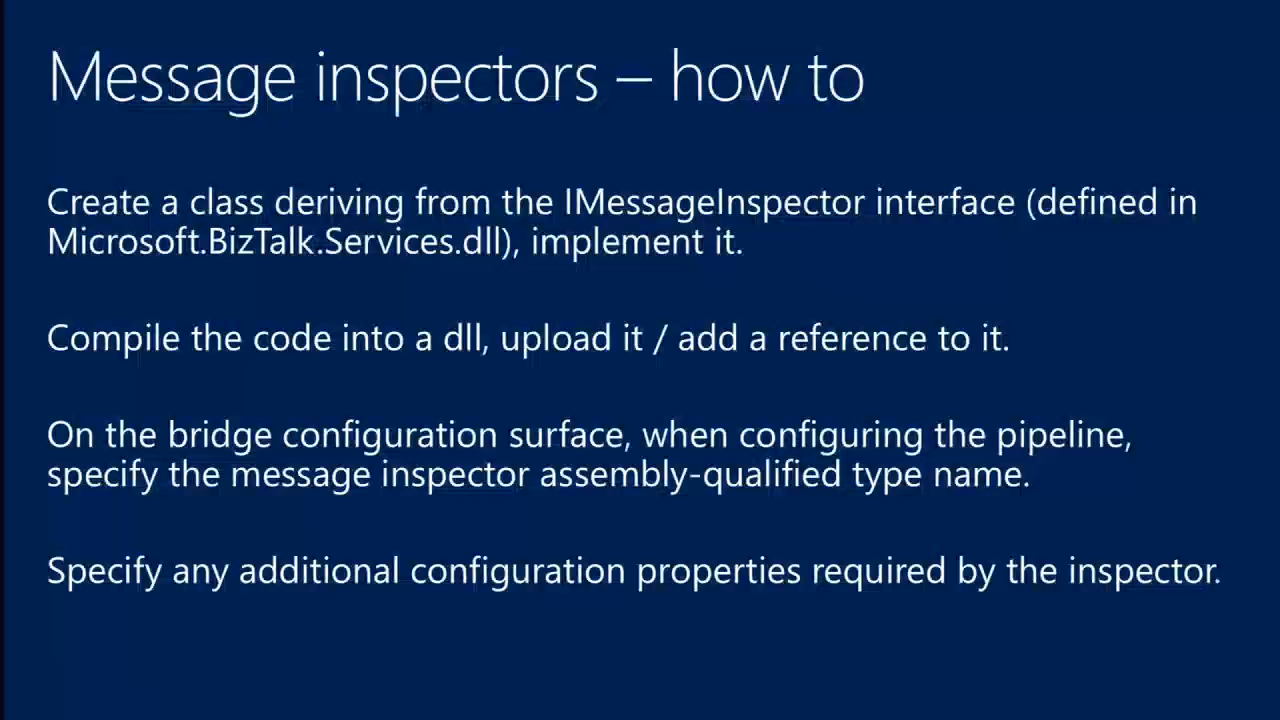 Message inspectors – how to
Create a class deriving from the IMessageInspector interface (defined in
Microsoft.BizTalk.Services.dll), implement it.
Compile the code into a dll, upload it / add a reference to it.
On the bridge configuration surface, when configuring the pipeline,
specify the message inspector assembly-qualified type name.
Specify any additional configuration properties required by the inspector.